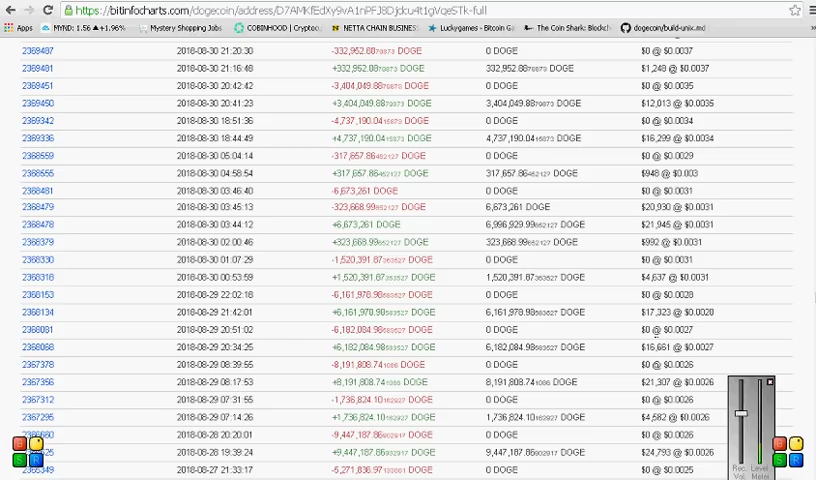 https://bitinfocharts.com/dogecoin/address/D7AMKfEdXy9vA1nPFJ8Djdcu4t1gVqeSTk-full
Apps MYND: 1.56 ▲+1.96% Mystery Shopping Jobs COBINHOOD | Cryptoc NETTA CHAIN BUSINES Luckygames - Bitcoin Ga The Coin Shark: Blockch dogecoin/build-unix.md
2369487 2018-08-30 21:20:30 -332,952.88 DOGE 0 DOGE $0 @ $0.0037
2369481 2018-08-30 21:16:48 +332,952.88 DOGE 332,952.88 DOGE $1,248 @ $0.0037
2369451 2018-08-30 20:42:42 -3,404,049.88 DOGE 0 DOGE $0 @ $0.0035
2369450 2018-08-30 20:41:23 +3,404,049.88 DOGE 3,404,049.88 DOGE $12,013 @ $0.0035
2369342 2018-08-30 18:51:36 -4,737,190.04 DOGE 0 DOGE $0 @ $0.0034
2369336 2018-08-30 18:44:49 +4,737,190.04 DOGE 4,737,190.04 DOGE $16,299 @ $0.0034
2368559 2018-08-30 05:04:14 -317,657.86452127 DOGE 0 DOGE $0 @ $0.0029
2368555 2018-08-30 04:58:54 +317,657.86452127 DOGE 317,657.86452127 DOGE $948 @ $0.003
2368481 2018-08-30 03:46:40 -6,673,261 DOGE 0 DOGE $0 @ $0.0031
2368479 2018-08-30 03:45:13 -323,668.99452127 DOGE 6,673,261 DOGE $20,930 @ $0.0031
2368478 2018-08-30 03:44:12 +6,673,261 DOGE 6,996,929.99452127 DOGE $21,945 @ $0.0031
2368379 2018-08-30 02:00:46 +323,668.99452127 DOGE 323,668.99452127 DOGE $992 @ $0.0031
2368330 2018-08-30 01:07:29 -1,520,391.87 DOGE 0 DOGE $0 @ $0.0031
2368318 2018-08-30 00:53:59 +1,520,391.87 DOGE 1,520,391.87 DOGE $4,637 @ $0.0031
2368153 2018-08-29 22:02:18 -6,161,978.98 DOGE 0 DOGE $0 @ $0.0028
2368134 2018-08-29 21:42:01 +6,161,978.98 DOGE 6,161,978.98 DOGE $17,323 @ $0.0028
2368081 2018-08-29 20:51:02 -6,182,084.98 DOGE 0 DOGE $0 @ $0.0027
2368068 2018-08-29 20:34:25 +6,182,084.98 DOGE 6,182,084.98 DOGE $16,661 @ $0.0027
2367378 2018-08-29 08:39:55 -8,191,808.74 DOGE 0 DOGE $0 @ $0.0026
2367356 2018-08-29 08:17:53 +8,191,808.74 DOGE 8,191,808.74 DOGE $21,307 @ $0.0026
2367312 2018-08-29 07:31:55 -1,736,824.10 DOGE 0 DOGE $0 @ $0.0026
2367295 2018-08-29 07:14:26 +1,736,824.10 DOGE 1,736,824.10 DOGE $4,582 @ $0.0026
2018-08-28 20:20:01 -9,447,187.86 DOGE 0 DOGE $0 @ $0.0026
2018-08-28 19:39:24 +9,447,187.86 DOGE 9,447,187.86 DOGE $24,793 @ $0.0026
2018-08-27 21:33:17 -5,271,836.97 DOGE 0 DOGE $0 @ $0.0025
Rec. Level
Vol. Meter